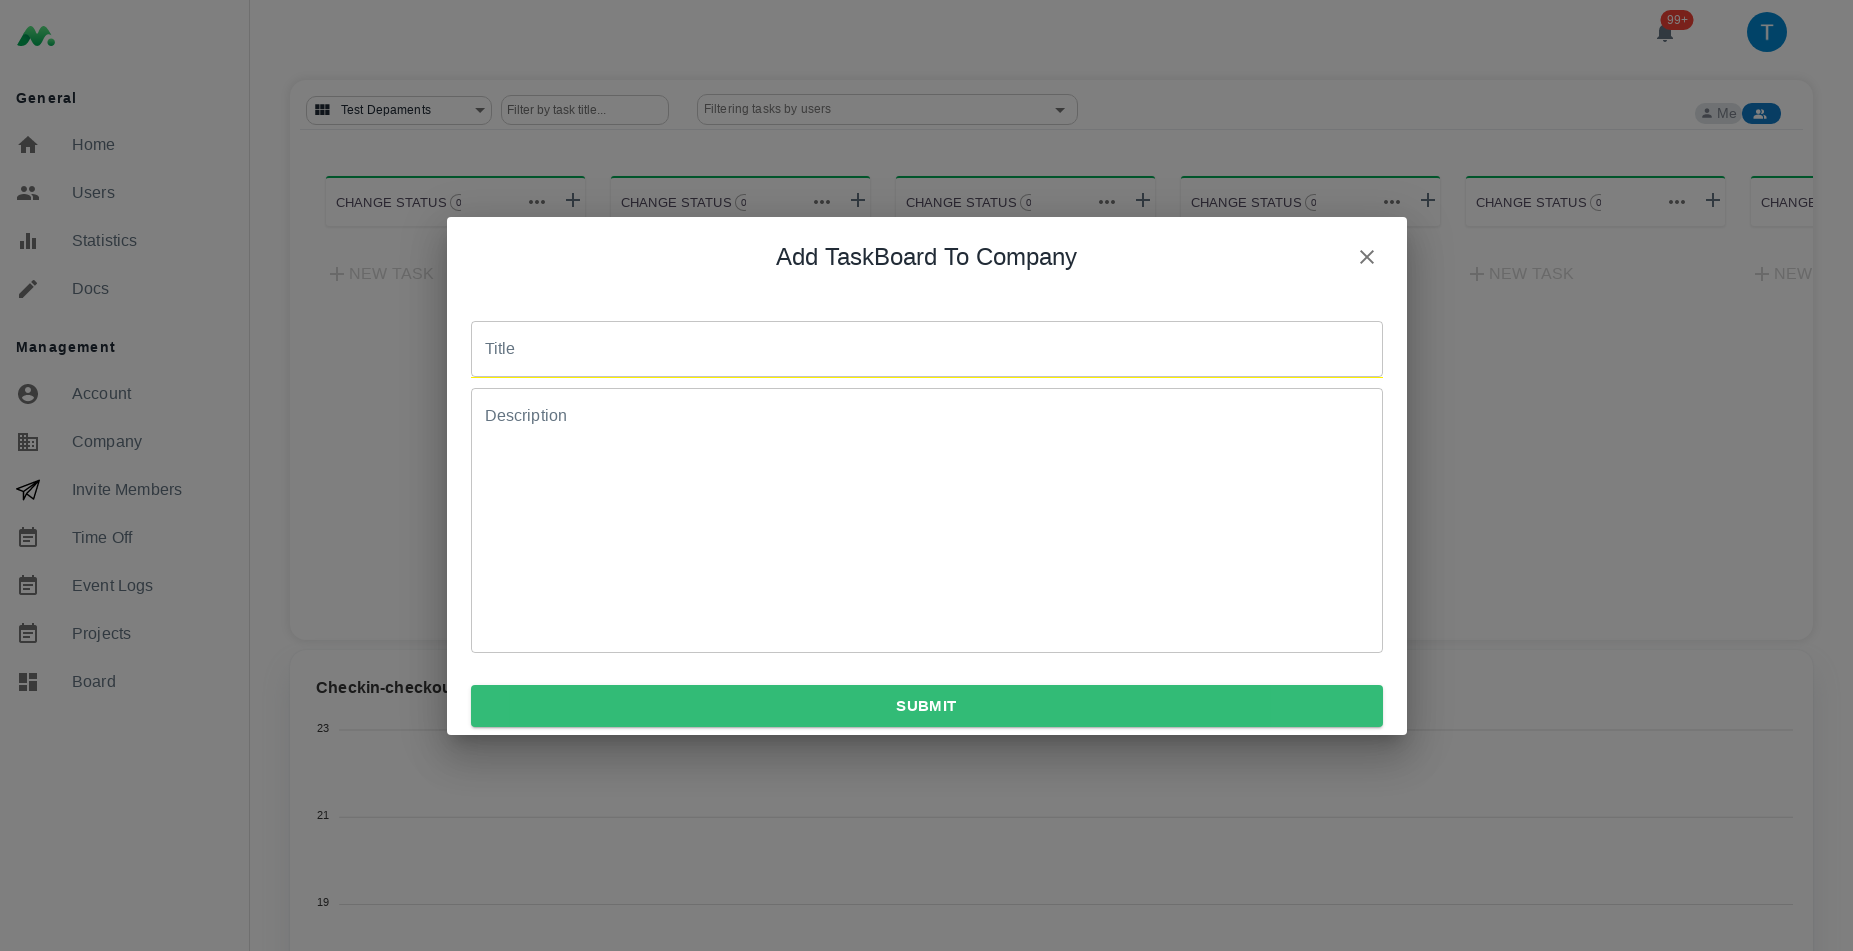 99+
T
General
Home
Users
Statistics
Docs
Management
Account
Company
Invite Members
Time Off
Event Logs
Projects
Board
Test Depaments
Filter by task title...
Filtering tasks by users
Me
CHANGE STATUS 0
CHANGE STATUS 0
CHANGE STATUS 0
CHANGE STATUS 0
CHANGE STATUS 0
NEW TASK
NEW TASK
NEW
Add TaskBoard To Company
Title
Description
SUBMIT
23
21
19